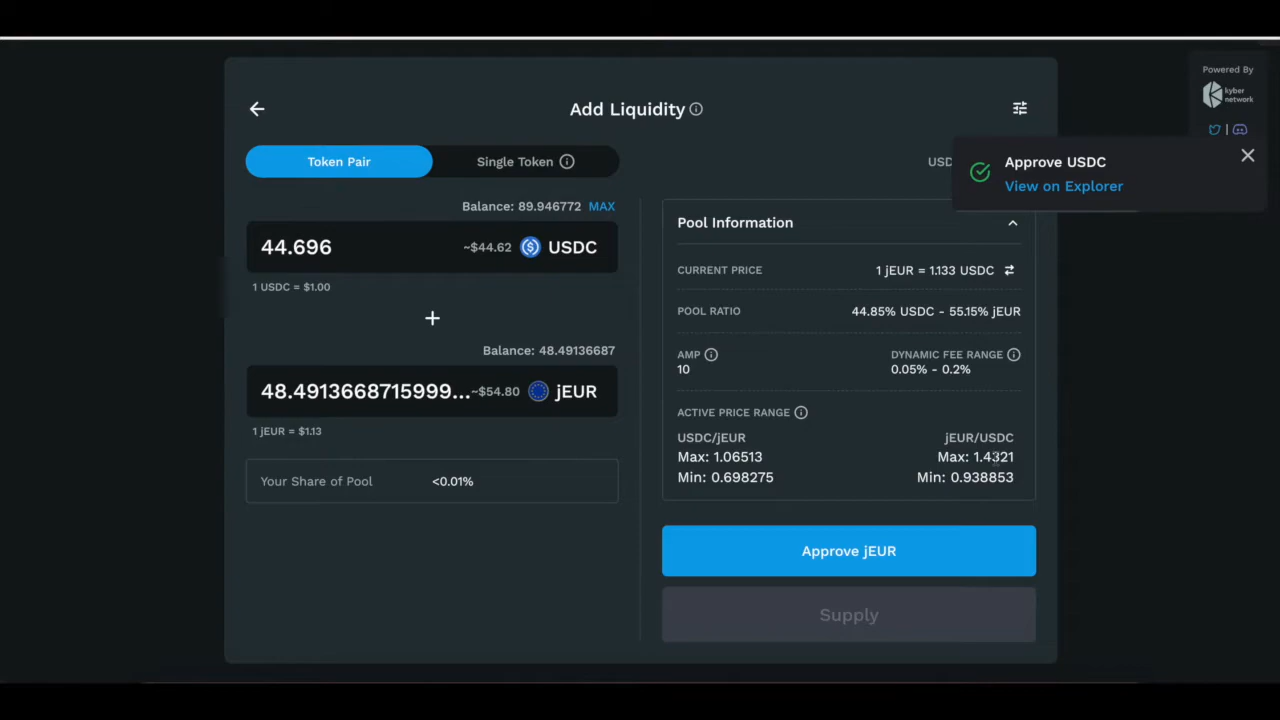 Powered By
kyber
network
Add Liquidity
Token Pair
Single Token
USD
Approve USDC
View on Explorer
Balance: 89.946772 MAX
44.696 ~$44.62 USDC
1 USDC = $1.00
+
Balance: 48.49136687
48.4913668715999... ~$54.80 jEUR
1 jEUR = $1.13
Your Share of Pool <0.01%
Pool Information
CURRENT PRICE 1 jEUR = 1.133 USDC
POOL RATIO 44.85% USDC - 55.15% jEUR
AMP DYNAMIC FEE RANGE
10 0.05% - 0.2%
ACTIVE PRICE RANGE
USDC/jEUR jEUR/USDC
Max: 1.06513 Max: 1.4321
Min: 0.698275 Min: 0.938853
Approve jEUR
Supply